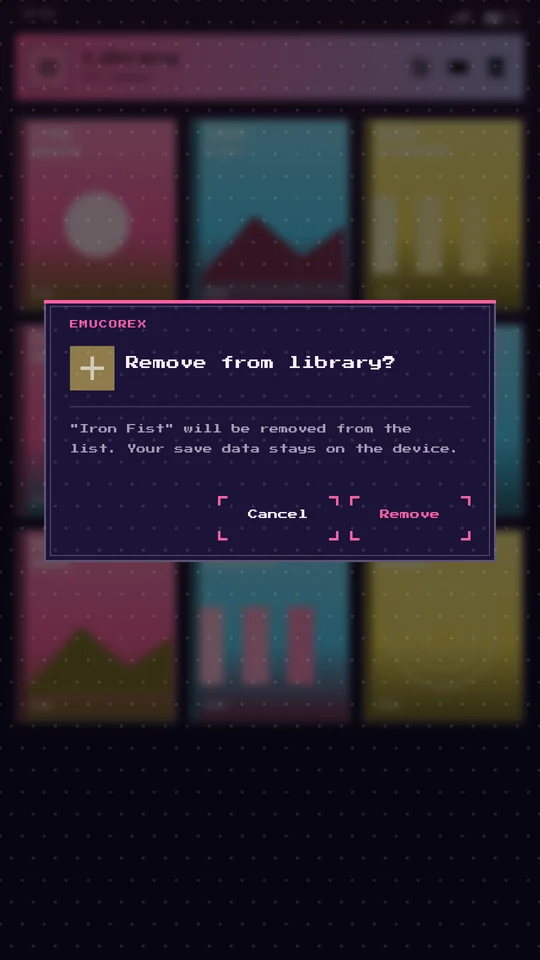 EMUCOREX
Remove from library?
"Iron Fist" will be removed from the
list. Your save data stays on the device.
Cancel
Remove